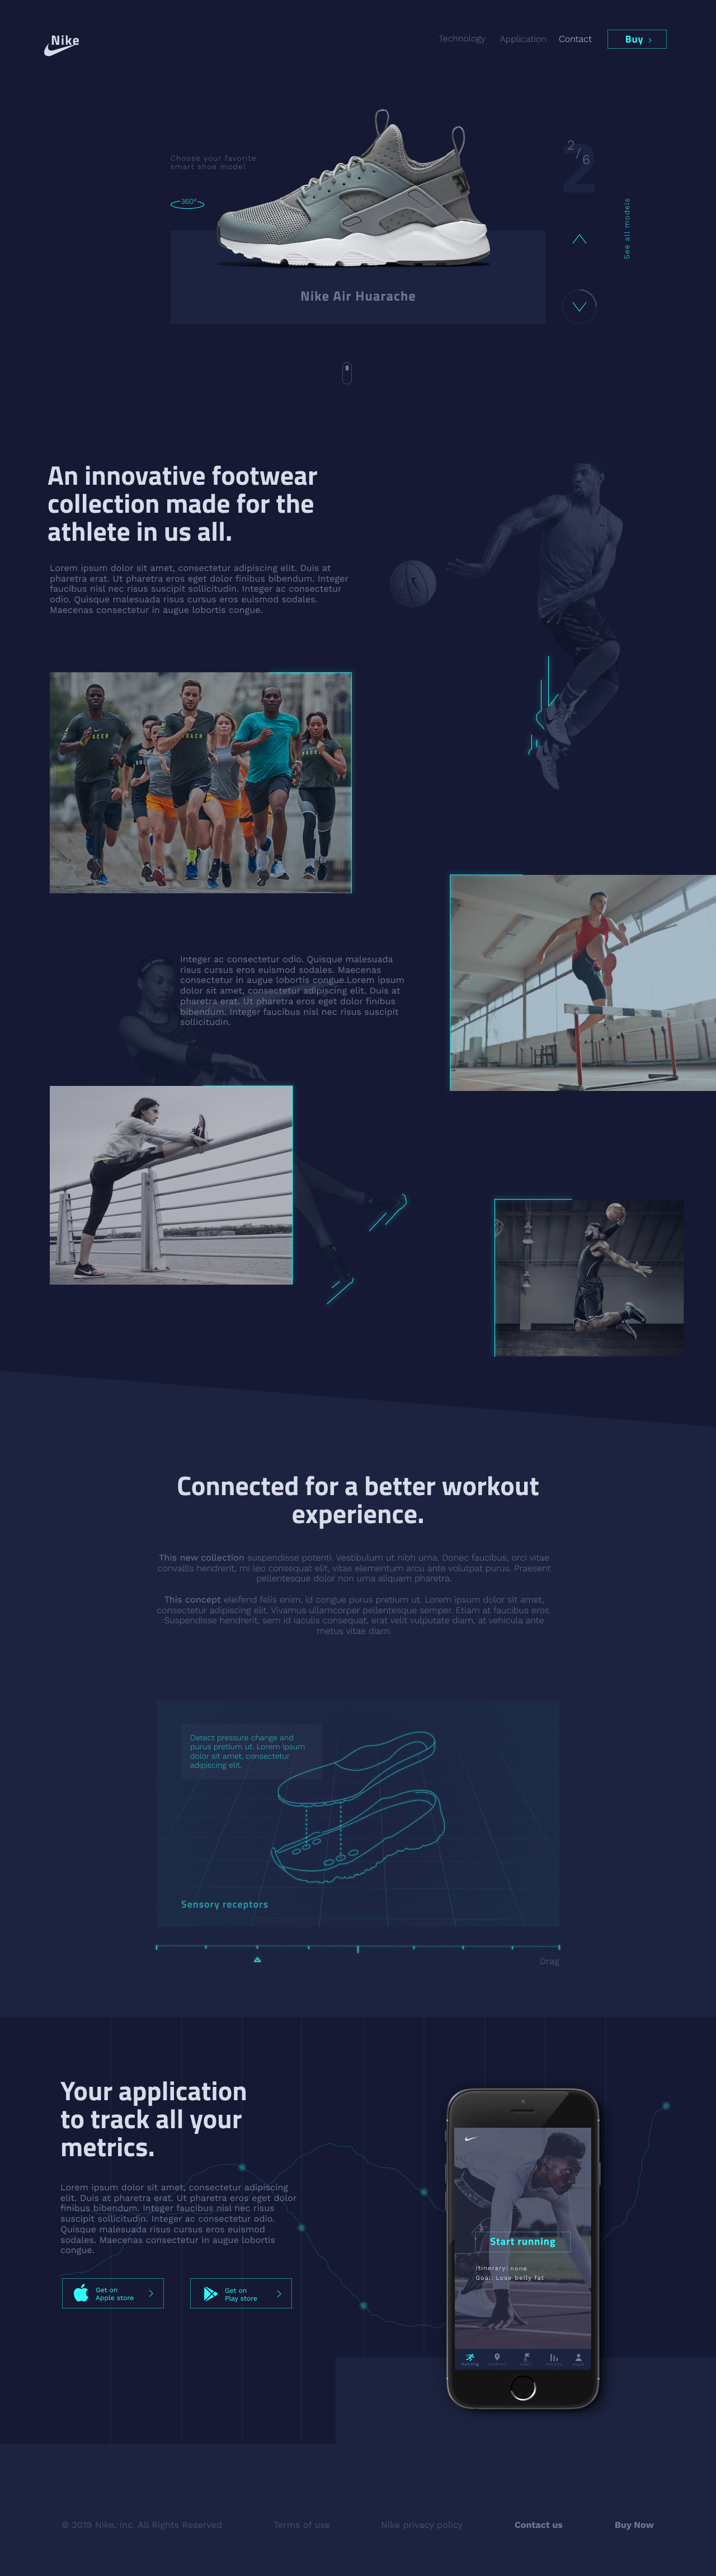 Nike
Technology
Application
Contact
Buy
Choose your favorite
smart shoe model
360°
2
2/6
See all models
Nike Air Huarache
An innovative footwear
collection made for the
athlete in us all.
Lorem ipsum dolor sit amet, consectetur adipiscing elit. Duis at
pharetra erat. Ut pharetra eros eget dolor finibus bibendum. Integer
faucibus nisl nec risus suscipit sollicitudin. Integer ac consectetur
odio. Quisque malesuada risus cursus eros euismod sodales.
Maecenas consectetur in augue lobortis congue.
Integer ac consectetur odio. Quisque malesuada
risus cursus eros euismod sodales. Maecenas
consectetur in augue lobortis congue.Lorem ipsum
dolor sit amet, consectetur adipiscing elit. Duis at
pharetra erat. Ut pharetra eros eget dolor finibus
bibendum. Integer faucibus nisl nec risus suscipit
sollicitudin.
Connected for a better workout
experience.
This new collection suspendisse potenti. Vestibulum ut nibh urna. Donec faucibus, orci vitae
convallis hendrerit, mi leo consequat elit, vitae elementum arcu ante volutpat purus. Praesent
pellentesque dolor non urna aliquam pharetra.
This concept eleifend felis enim, id congue purus pretium ut. Lorem ipsum dolor sit amet,
consectetur adipiscing elit. Vivamus ullamcorper pellentesque semper. Etiam at faucibus eros.
Suspendisse hendrerit, sem id iaculis consequat, erat velit vulputate diam, at vehicula ante
metus vitae diam.
Detect pressure change and
purus pretium ut. Lorem ipsum
dolor sit amet, consectetur
adipiscing elit.
Sensory receptors
Drag
Your application
to track all your
metrics.
Lorem ipsum dolor sit amet, consectetur adipiscing
elit. Duis at pharetra erat. Ut pharetra eros eget dolor
finibus bibendum. Integer faucibus nisl nec risus
suscipit sollicitudin. Integer ac consectetur odio.
Quisque malesuada risus cursus eros euismod
sodales. Maecenas consectetur in augue lobortis
congue.
Get on
Apple store
Get on
Play store
Start running
Itinerary: none
Goal: Lose belly fat
Running
© 2019 Nike, Inc. All Rights Reserved
Terms of use
Nike privacy policy
Contact us
Buy Now